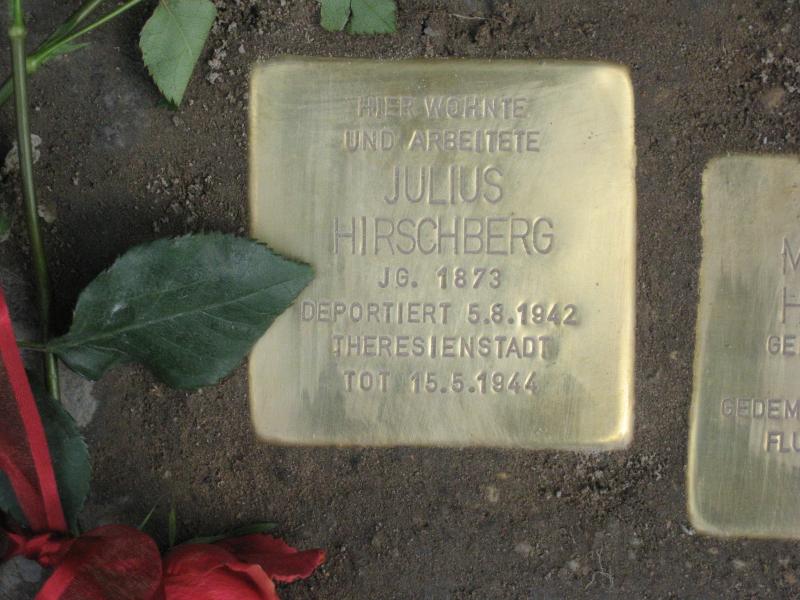 HIER WOHNTE
UND ARBEITETE
JULIUS
HIRSCHBERG
JG. 1873
DEPORTIERT 5.8.1942
THERESIENSTADT
TOT 15.5.1944